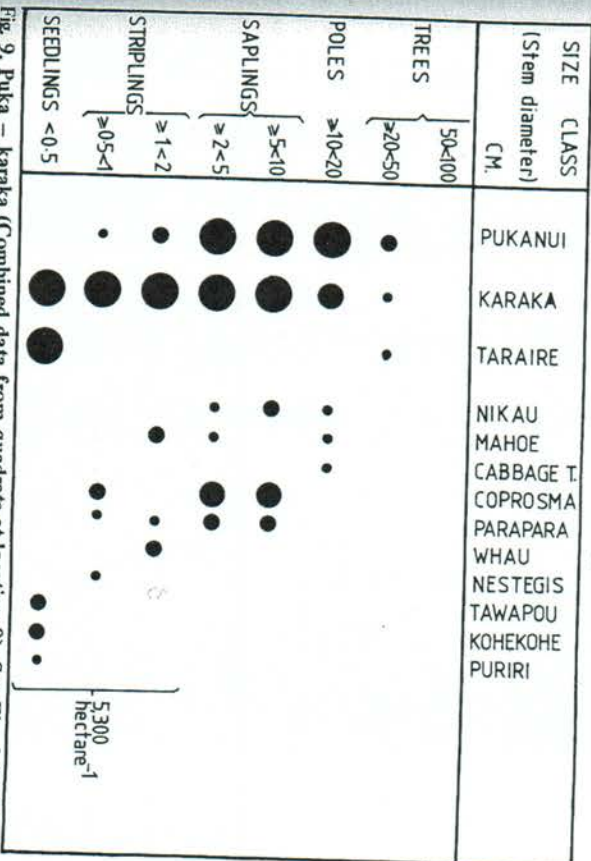 SIZE CLASS
(Stem diameter)
CM.
PUKANUI
KARAKA
TARAIRE
NIKAU
MAHOE
CABBAGE T.
COPROSMA
PARAPARA
WHAU
NESTEGIS
TAWAPOU
KOHEKOHE
PURIRI
TREES
50<100
≥20<50
POLES ≥10<20
SAPLINGS
≥5<10
≥2<5
STRIPLINGS
≥1<2
≥0·5<1
SEEDLINGS <0·5
5,300
hectare⁻¹
Fig. 9. Puka – karaka (Combined data from quadrats at